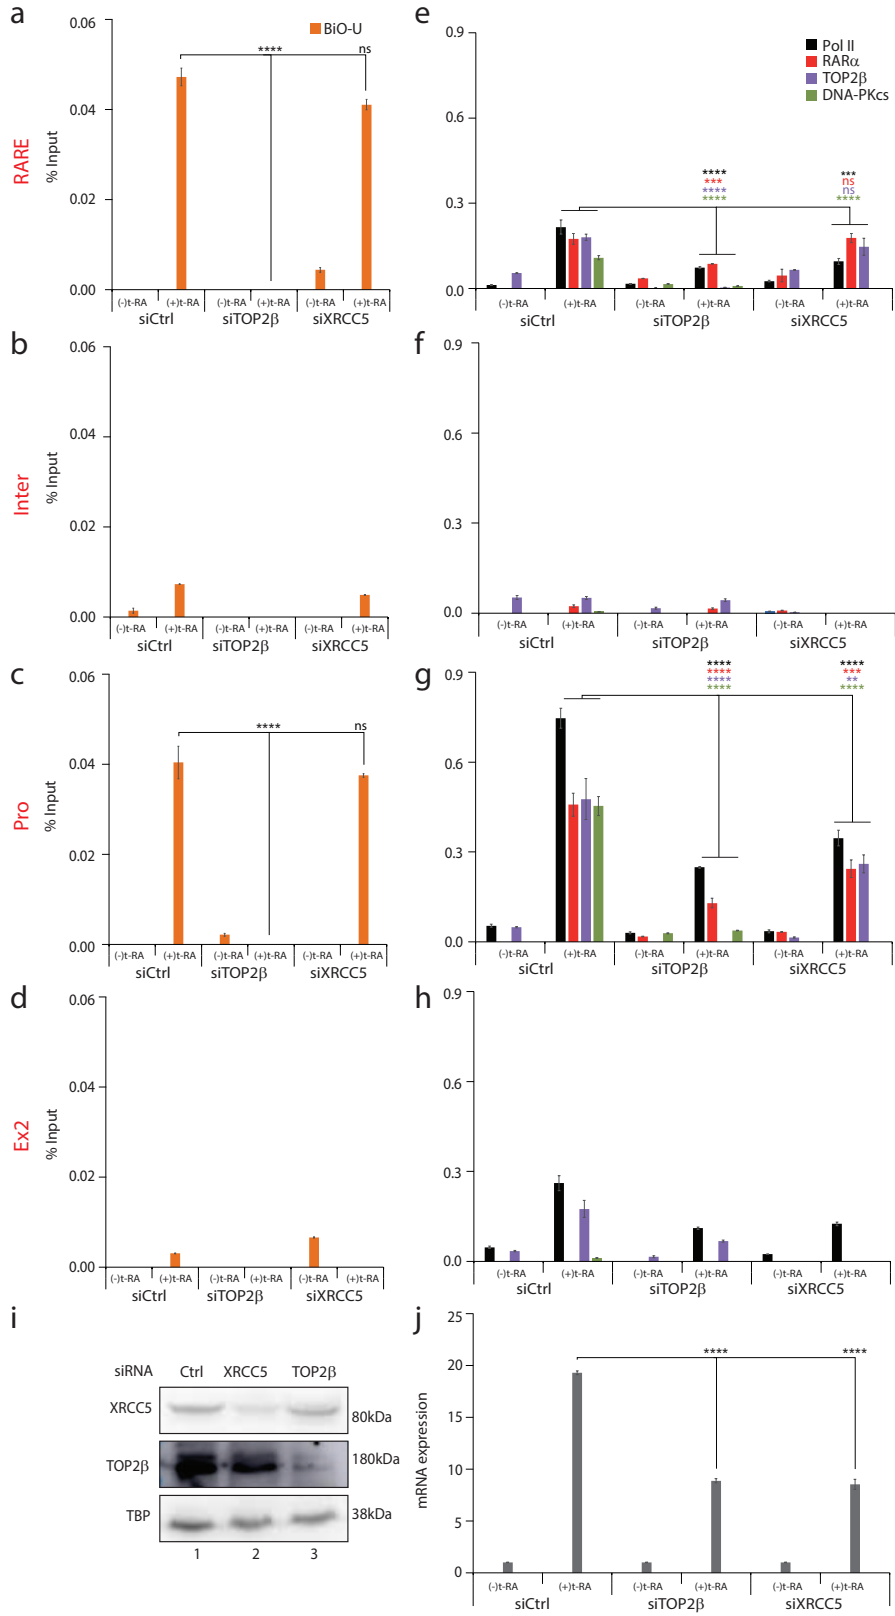 a
0.06
0.04
0.02
0.00
% Input
RARE
BiO-U
****
ns
(-)t-RA
(+)t-RA
(-)t-RA
(+)t-RA
(-)t-RA
(+)t-RA
siCtrl
siTOP2β
siXRCC5
e
0.9
0.6
0.3
0.0
Pol II
RARα
TOP2β
DNA-PKcs
****
***
****
****
***
ns
ns
****
(-)t-RA
(+)t-RA
(-)t-RA
(+)t-RA
(-)t-RA
(+)t-RA
siCtrl
siTOP2β
siXRCC5
b
0.06
0.04
0.02
0.00
% Input
Inter
(-)t-RA
(+)t-RA
(-)t-RA
(+)t-RA
(-)t-RA
(+)t-RA
siCtrl
siTOP2β
siXRCC5
f
0.9
0.6
0.3
0.0
(-)t-RA
(+)t-RA
(-)t-RA
(+)t-RA
(-)t-RA
(+)t-RA
siCtrl
siTOP2β
siXRCC5
c
0.06
0.04
0.02
0.00
% Input
Pro
****
ns
(-)t-RA
(+)t-RA
(-)t-RA
(+)t-RA
(-)t-RA
(+)t-RA
siCtrl
siTOP2β
siXRCC5
g
0.9
0.6
0.3
0.0
****
****
****
****
****
***
**
****
(-)t-RA
(+)t-RA
(-)t-RA
(+)t-RA
(-)t-RA
(+)t-RA
siCtrl
siTOP2β
siXRCC5
d
0.06
0.04
0.02
0.00
% Input
Ex2
(-)t-RA
(+)t-RA
(-)t-RA
(+)t-RA
(-)t-RA
(+)t-RA
siCtrl
siTOP2β
siXRCC5
h
0.9
0.6
0.3
0.0
(-)t-RA
(+)t-RA
(-)t-RA
(+)t-RA
(-)t-RA
(+)t-RA
siCtrl
siTOP2β
siXRCC5
i
siRNA Ctrl XRCC5 TOP2β
XRCC5 80kDa
TOP2β 180kDa
TBP 38kDa
1 2 3
j
25
20
15
10
5
0
mRNA expression
****
****
(-)t-RA
(+)t-RA
(-)t-RA
(+)t-RA
(-)t-RA
(+)t-RA
siCtrl
siTOP2β
siXRCC5